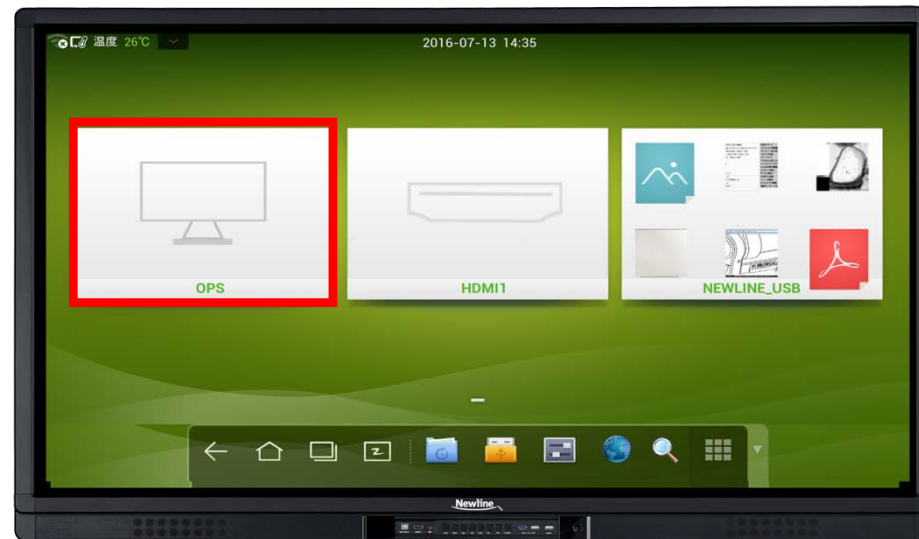 温度 26℃
2016-07-13 14:35
OPS
HDMI1
NEWLINE_USB
Newline